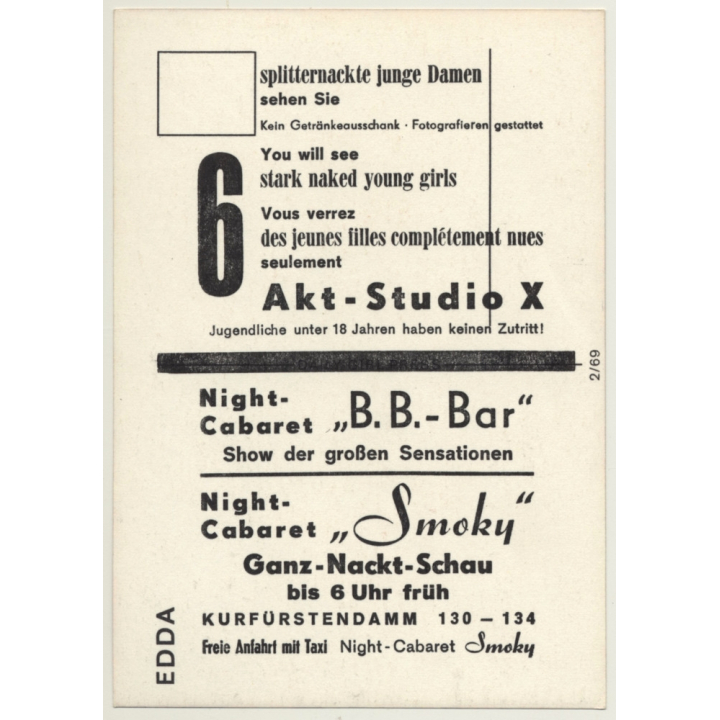 splitternackte junge Damen
sehen Sie
Kein Getränkeausschank · Fotografieren gestattet
6
You will see
stark naked young girls
Vous verrez
des jeunes filles complétement nues
seulement
Akt - Studio X
Jugendliche unter 18 Jahren haben keinen Zutritt!
2/69
Night-
Cabaret „B. B.-Bar“
Show der großen Sensationen
Night-
Cabaret „Smoky“
Ganz-Nackt-Schau
bis 6 Uhr früh
KURFÜRSTENDAMM 130 – 134
Freie Anfahrt mit Taxi Night-Cabaret Smoky
EDDA